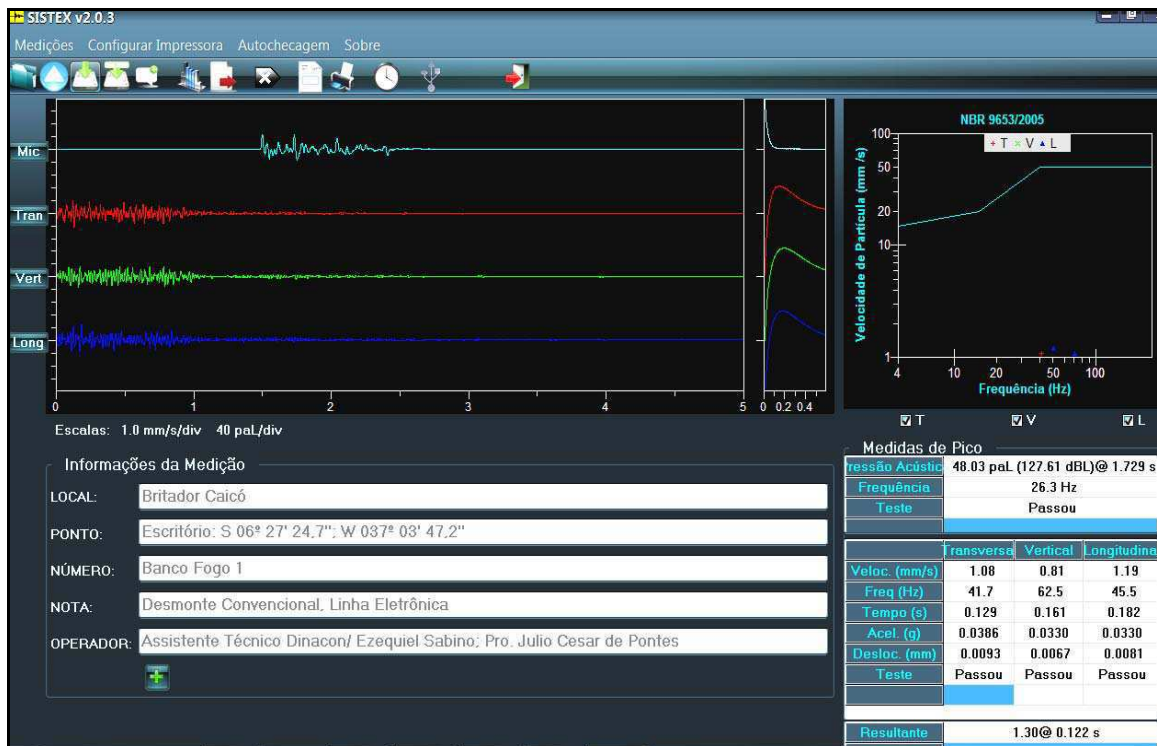 SISTEX v2.0.3
Medições Configurar Impressora Autochecagem Sobre
Mic
Tran
Vert
Long
0 1 2 3 4 5
0 0.2 0.4
Escalas: 1.0 mm/s/div 40 paL/div
NBR 9653/2005
T V L
Velocidade de Partícula (mm /s)
100
50
20
10
1
4 10 20 50 100
Frequência (Hz)
T V L
Informações da Medição
LOCAL: Britador Caicó
PONTO: Escritório: S 06º 27' 24,7"; W 037º 03' 47,2"
NÚMERO: Banco Fogo 1
NOTA: Desmonte Convencional, Linha Eletrônica
OPERADOR: Assistente Técnico Dinacon/ Ezequiel Sabino; Pro. Julio Cesar de Pontes
Medidas de Pico
ressão Acústic 48.03 paL (127.61 dBL)@ 1.729 s
Frequência 26.3 Hz
Teste Passou
Transversa Vertical Longitudina
Veloc. (mm/s) 1.08 0.81 1.19
Freq (Hz) 41.7 62.5 45.5
Tempo (s) 0.129 0.161 0.182
Acel. (g) 0.0386 0.0330 0.0330
Desloc. (mm) 0.0093 0.0067 0.0081
Teste Passou Passou Passou
Resultante 1.30@ 0.122 s